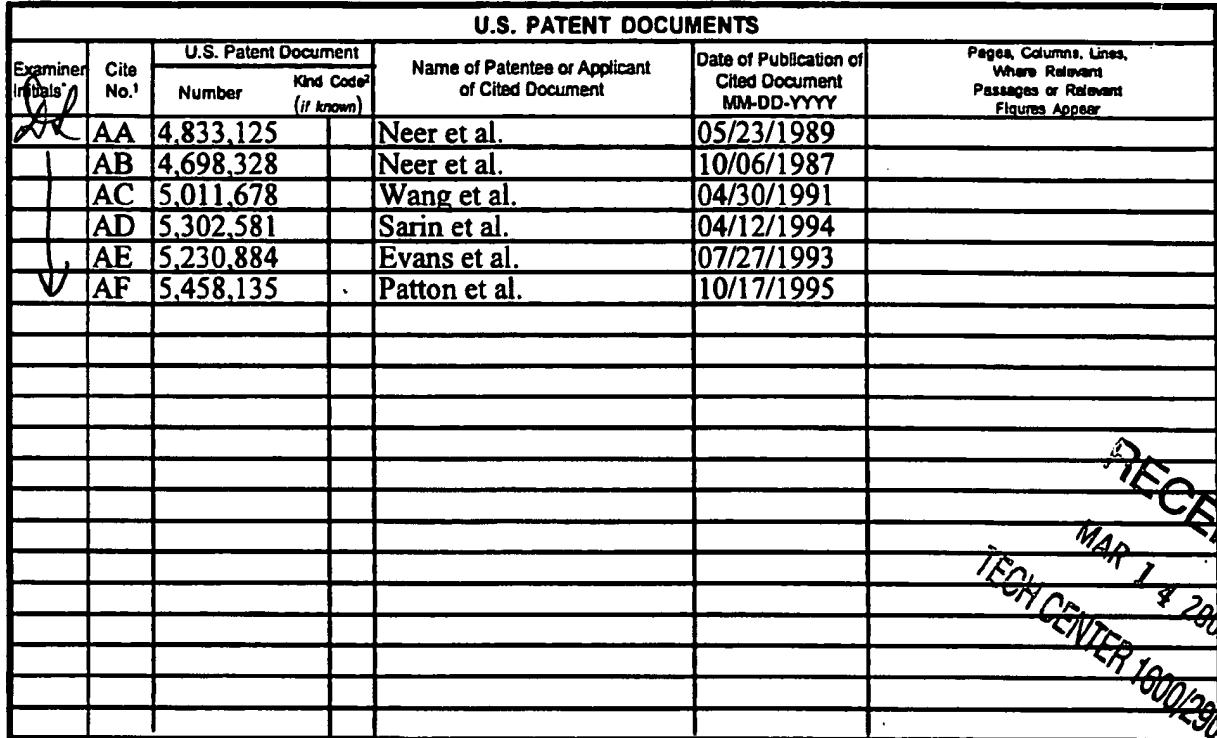 U.S. PATENT DOCUMENTS
Examiner Initials* Cite No.¹ U.S. Patent Document Number Kind Code² (if known) Name of Patentee or Applicant of Cited Document Date of Publication of Cited Document MM-DD-YYYY Pages, Columns, Lines, Where Relevant Passages or Relevant Figures Appear
AA 4,833,125 Neer et al. 05/23/1989
AB 4,698,328 Neer et al. 10/06/1987
AC 5,011,678 Wang et al. 04/30/1991
AD 5,302,581 Sarin et al. 04/12/1994
AE 5,230,884 Evans et al. 07/27/1993
AF 5,458,135 Patton et al. 10/17/1995
MAR 14
TECH CENTER 1600/290